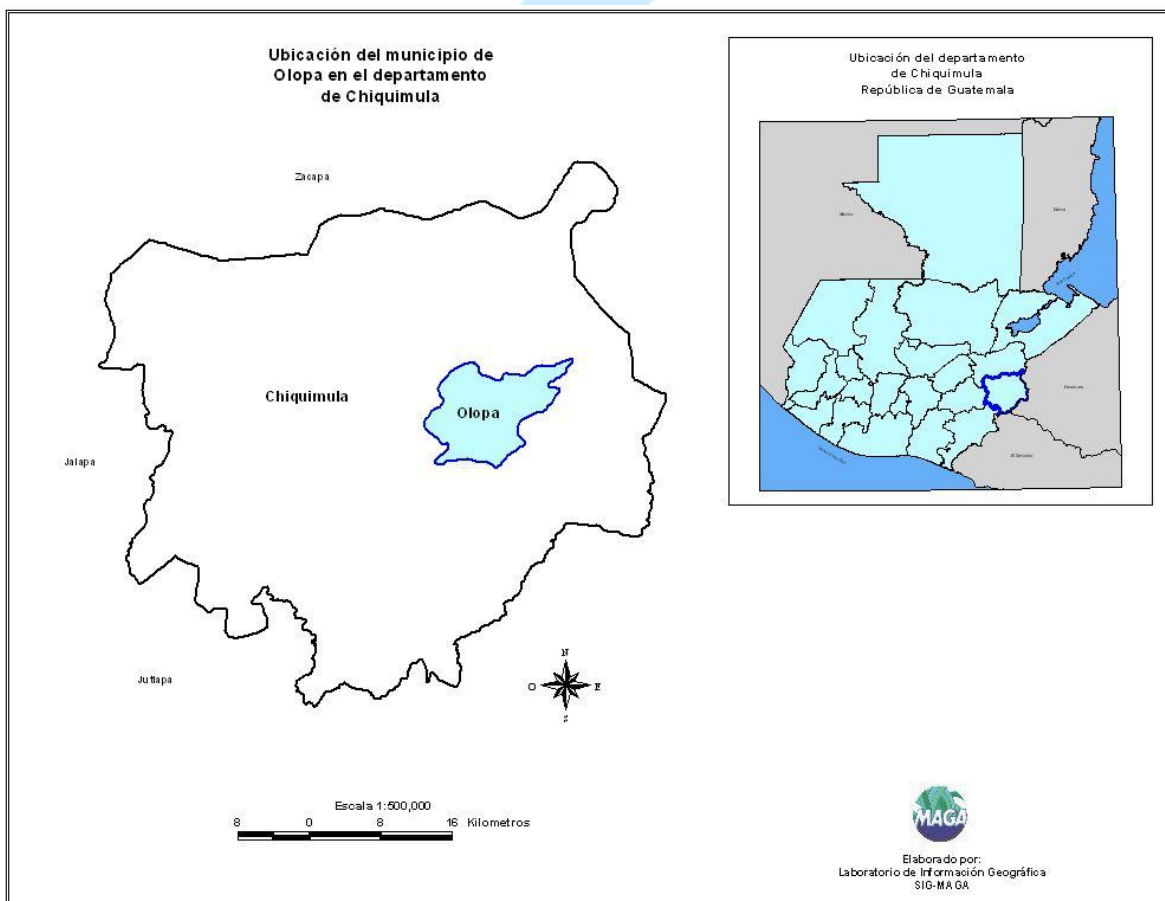 Ubicación del municipio de
Olopa en el departamento
de Chiquimula
Ubicación del departamento
de Chiquimula
República de Guatemala
Zacapa
Chiquimula
Olopa
Jalapa
Jutiapa
N
O
E
S
Mexico
Honduras
El Salvador
Escala 1:500,000
8 0 8 16 Kilometros
MAGA
Elaborado por:
Laboratorio de Información Geográfica
SIG-MAGA